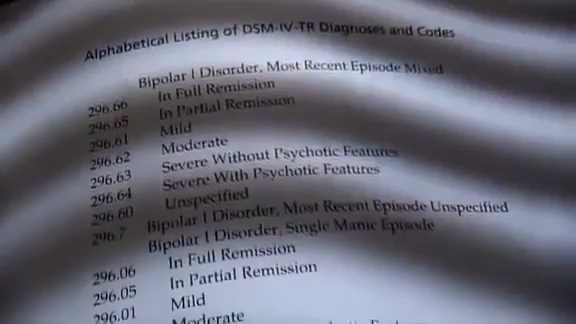 Alphabetical Listing of DSM-IV-TR Diagnoses and Codes
Bipolar I Disorder, Most Recent Episode Mixed
296.66 In Full Remission
296.65 In Partial Remission
296.61 Mild
296.62 Moderate
296.63 Severe Without Psychotic Features
296.64 Severe With Psychotic Features
296.60 Unspecified
296.7 Bipolar I Disorder, Most Recent Episode Unspecified
Bipolar I Disorder, Single Manic Episode
296.06 In Full Remission
296.05 In Partial Remission
296.01 Mild
Moderate